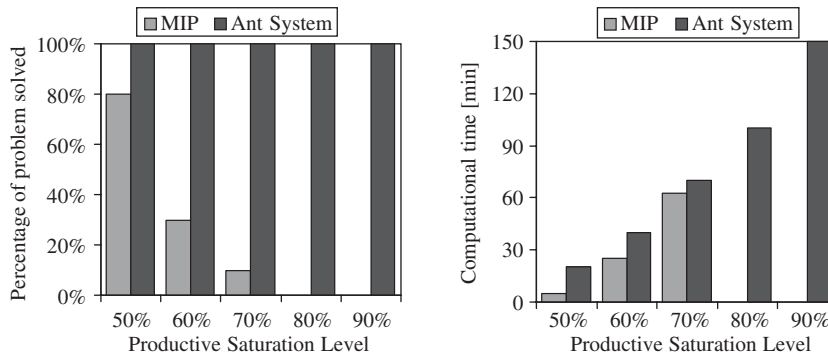 MIP Ant System
100%
80%
60%
40%
20%
0%
Percentage of problem solved
50% 60% 70% 80% 90%
Productive Saturation Level
MIP Ant System
150
120
90
60
30
0
Computational time [min]
50% 60% 70% 80% 90%
Productive Saturation Level